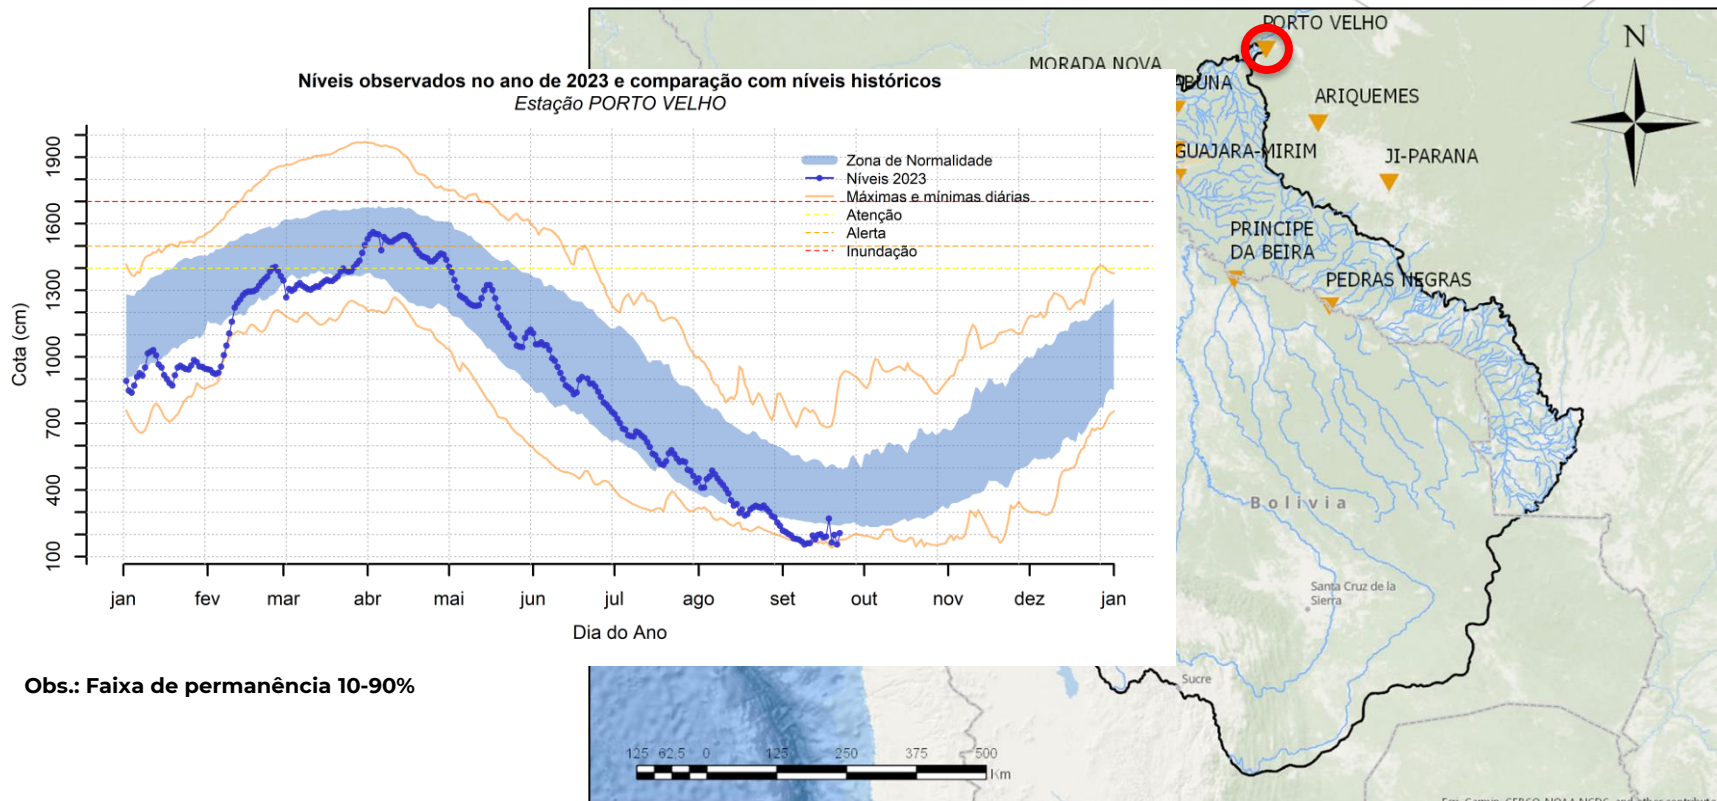 Níveis observados no ano de 2023 e comparação com níveis históricos
Estação PORTO VELHO
Zona de Normalidade
Níveis 2023
Máximas e mínimas diárias
Atenção
Alerta
Inundação
Cota (cm)
1900
1600
1300
1000
700
400
100
jan fev mar abr mai jun jul ago set out nov dez jan
Dia do Ano
Obs.: Faixa de permanência 10-90%
PORTO VELHO
MORADA NOVA
ABUNA
ARIQUEMES
GUAJARA-MIRIM
JI-PARANA
PRINCIPE
DA BEIRA
PEDRAS NEGRAS
N
Bolivia
Santa Cruz de la
Sierra
Sucre
125 62,5 0 125 250 375 500
Km